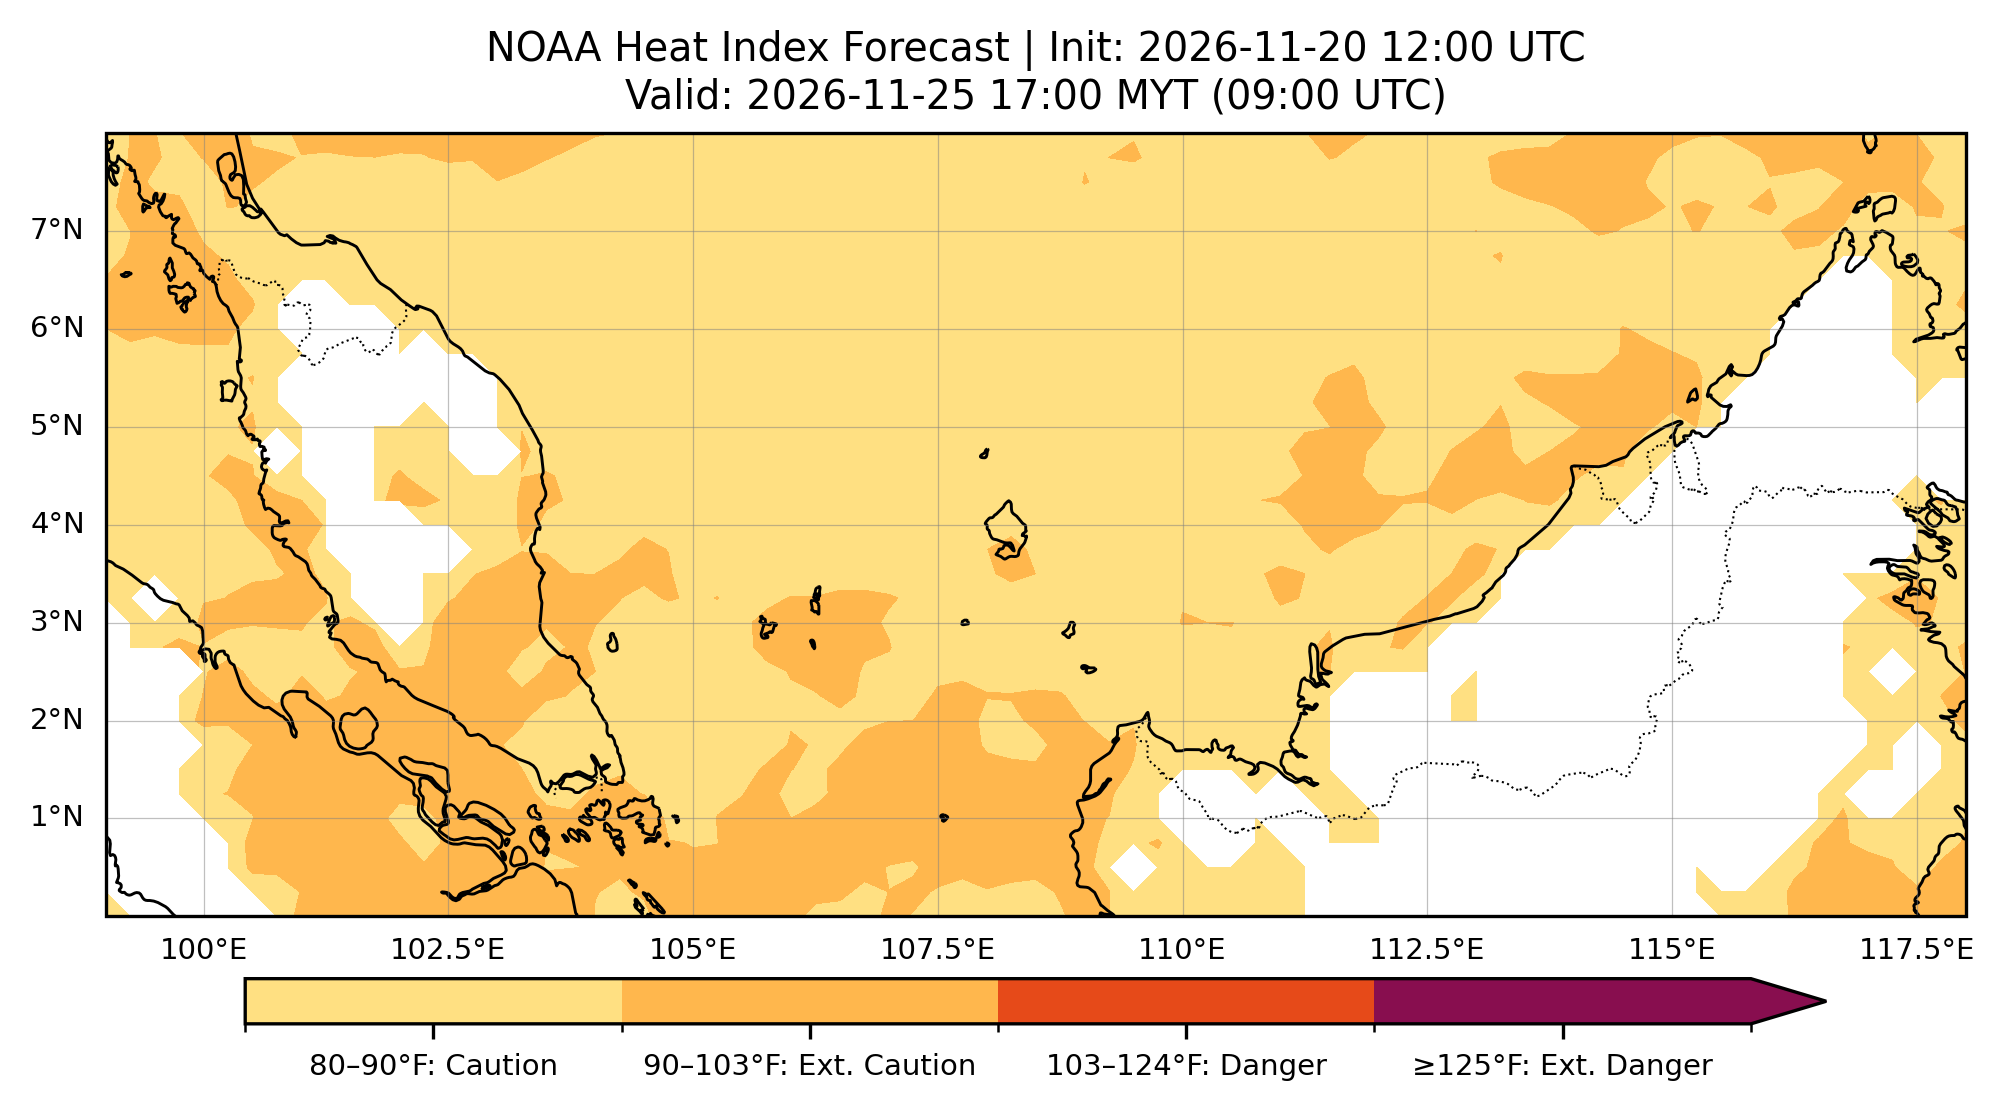 NOAA Heat Index Forecast | Init: 2026-11-20 12:00 UTC
Valid: 2026-11-25 17:00 MYT (09:00 UTC)
7°N
6°N
5°N
4°N
3°N
2°N
1°N
100°E 102.5°E 105°E 107.5°E 110°E 112.5°E 115°E 117.5°E
80–90°F: Caution 90–103°F: Ext. Caution 103–124°F: Danger ≥125°F: Ext. Danger